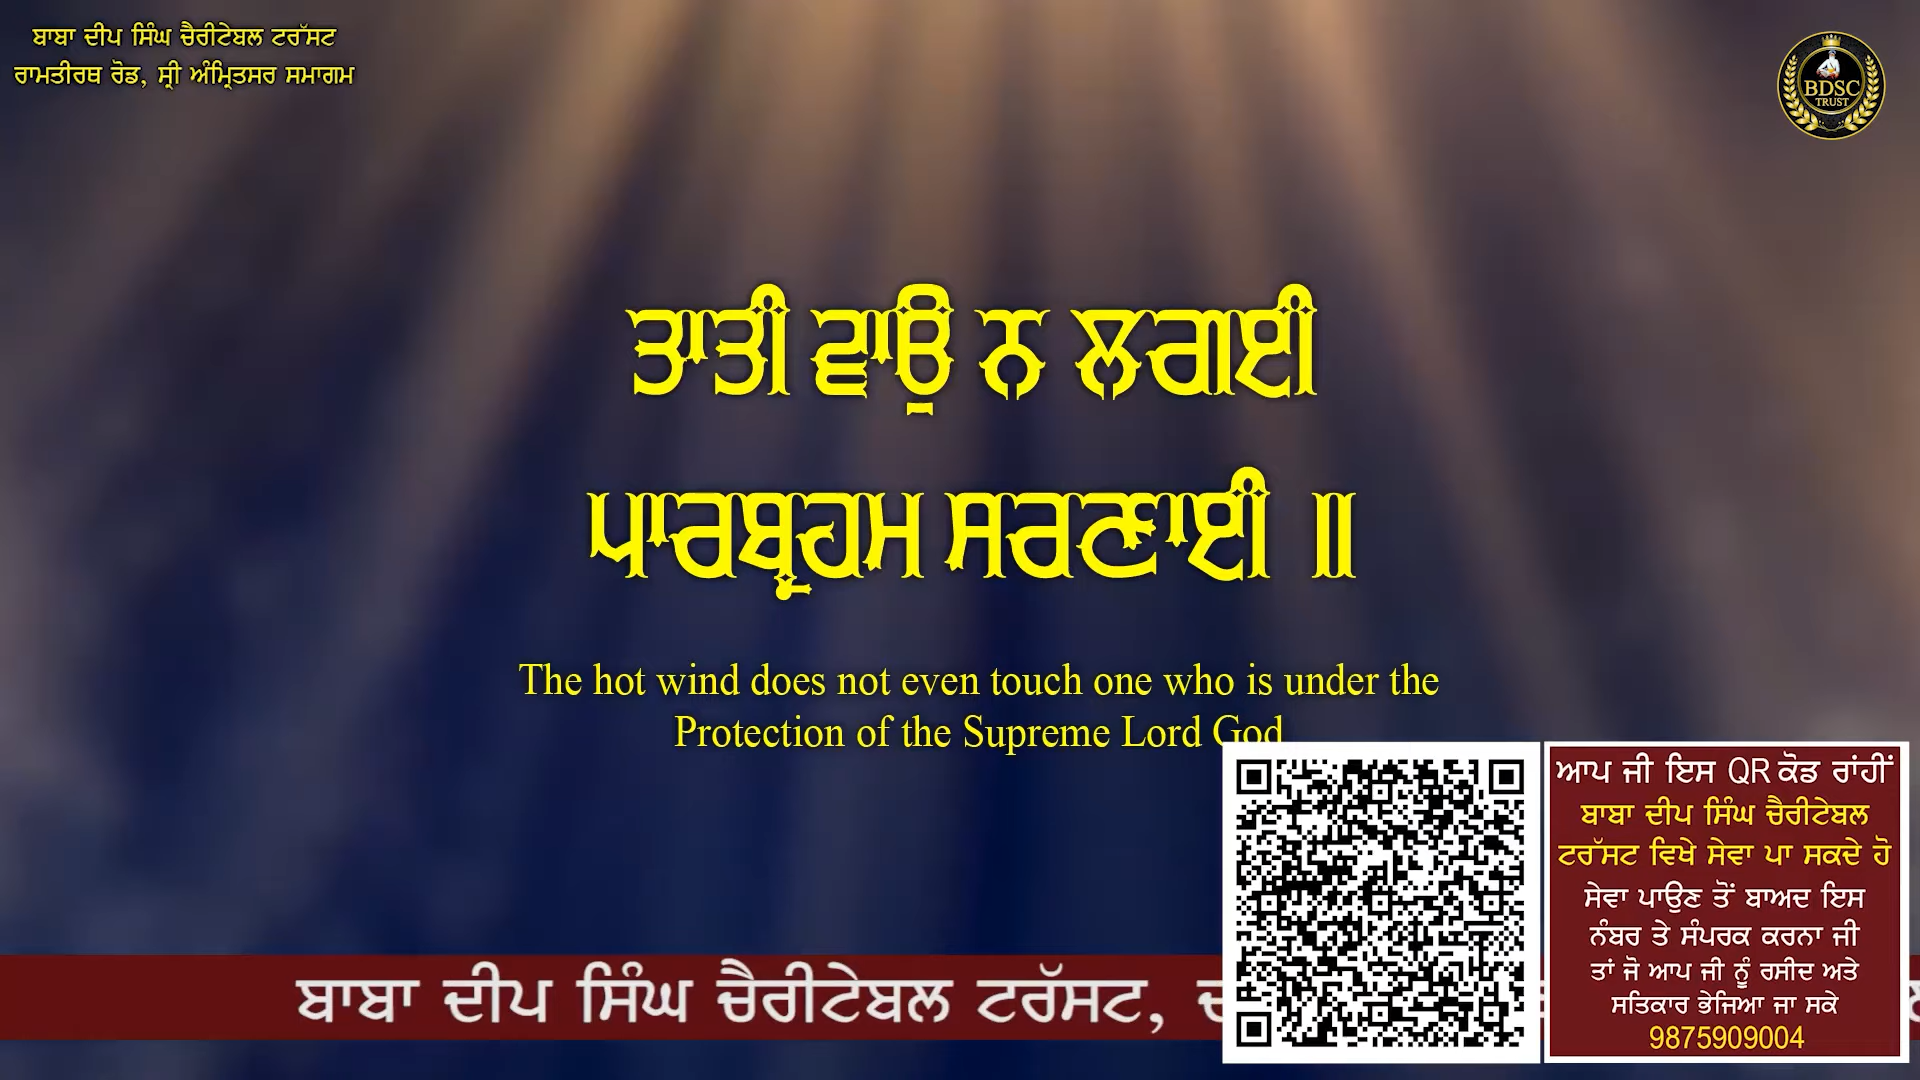 ਬਾਬਾ ਦੀਪ ਸਿੰਘ ਚੈਰੀਟੇਬਲ ਟਰੱਸਟ
ਰਾਮਤੀਰਥ ਰੋਡ, ਸ੍ਰੀ ਅੰਮ੍ਰਿਤਸਰ ਸਮਾਗਮ
BDSC
TRUST
ਤਾਤੀ ਵਾਉ ਨ ਲਗਈ
ਪਾਰਬ੍ਰਹਮ ਸਰਣਾਈ ॥
The hot wind does not even touch one who is under the
Protection of the Supreme Lord God
ਆਪ ਜੀ ਇਸ QR ਕੋਡ ਰਾਂਹੀਂ
ਬਾਬਾ ਦੀਪ ਸਿੰਘ ਚੈਰੀਟੇਬਲ
ਟਰੱਸਟ ਵਿਖੇ ਸੇਵਾ ਪਾ ਸਕਦੇ ਹੋ
ਸੇਵਾ ਪਾਉਣ ਤੋਂ ਬਾਅਦ ਇਸ
ਨੰਬਰ ਤੇ ਸੰਪਰਕ ਕਰਨਾ ਜੀ
ਤਾਂ ਜੋ ਆਪ ਜੀ ਨੂੰ ਰਸੀਦ ਅਤੇ
ਸਤਿਕਾਰ ਭੇਜਿਆ ਜਾ ਸਕੇ
9875909004
ਬਾਬਾ ਦੀਪ ਸਿੰਘ ਚੈਰੀਟੇਬਲ ਟਰੱਸਟ,